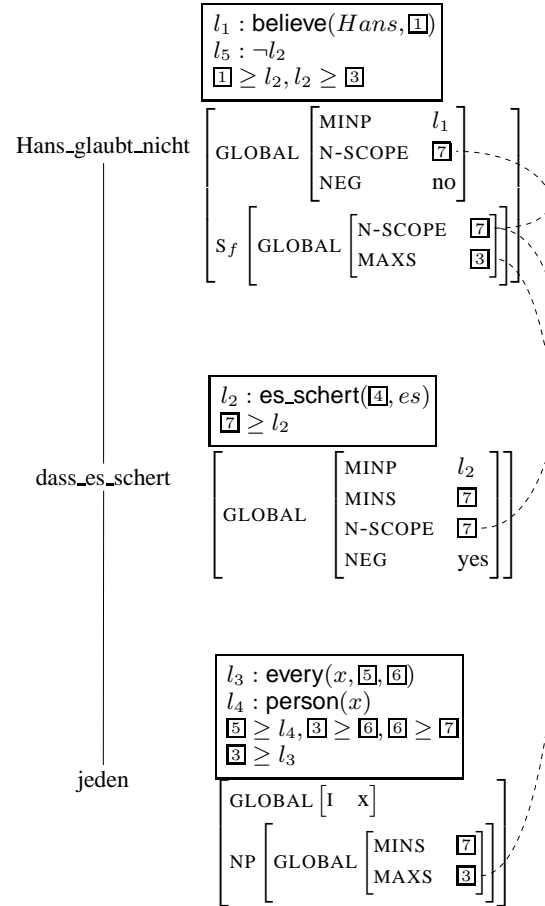 l₁ : believe(Hans, 1)
l₅ : ¬l₂
1 ≥ l₂, l₂ ≥ 3
Hans_glaubt_nicht
GLOBAL
MINP l₁
N-SCOPE 7
NEG no
S_f GLOBAL
N-SCOPE 7
MAXS 3
l₂ : es_schert(4, es)
7 ≥ l₂
dass_es_schert
GLOBAL
MINP l₂
MINS 7
N-SCOPE 7
NEG yes
l₃ : every(x, 5, 6)
l₄ : person(x)
5 ≥ l₄, 3 ≥ 6, 6 ≥ 7
3 ≥ l₃
jeden
GLOBAL [I x]
NP GLOBAL
MINS 7
MAXS 3